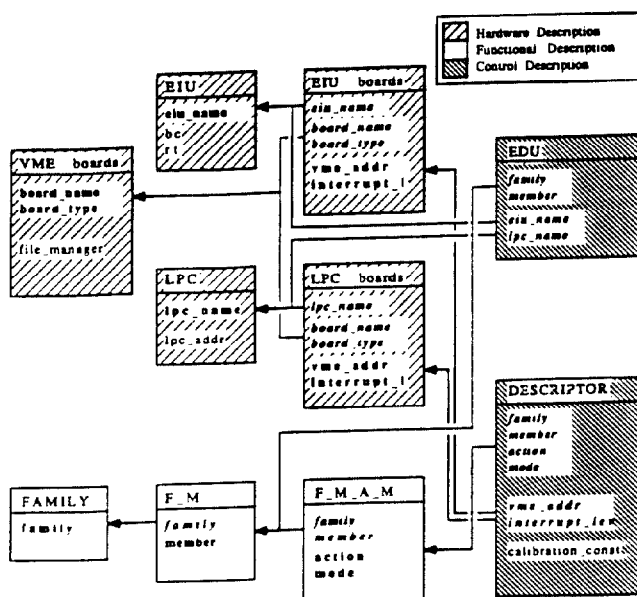 Hardware Description
Functional Description
Control Description
EIU
eiu_name
bc
rt
EIU boards
eiu_name
board_name
board_type
vme_addr
interrupt_l
VME boards
board_name
board_type
file_manager
EDU
family
member
eiu_name
lpc_name
LPC
lpc_name
lpc_addr
LPC boards
lpc_name
board_name
board_type
vme_addr
interrupt_l
DESCRIPTOR
family
member
action
mode
vme_addr
interrupt_lev
calibration_const
FAMILY
family
F_M
family
member
F_M_A_M
family
member
action
mode